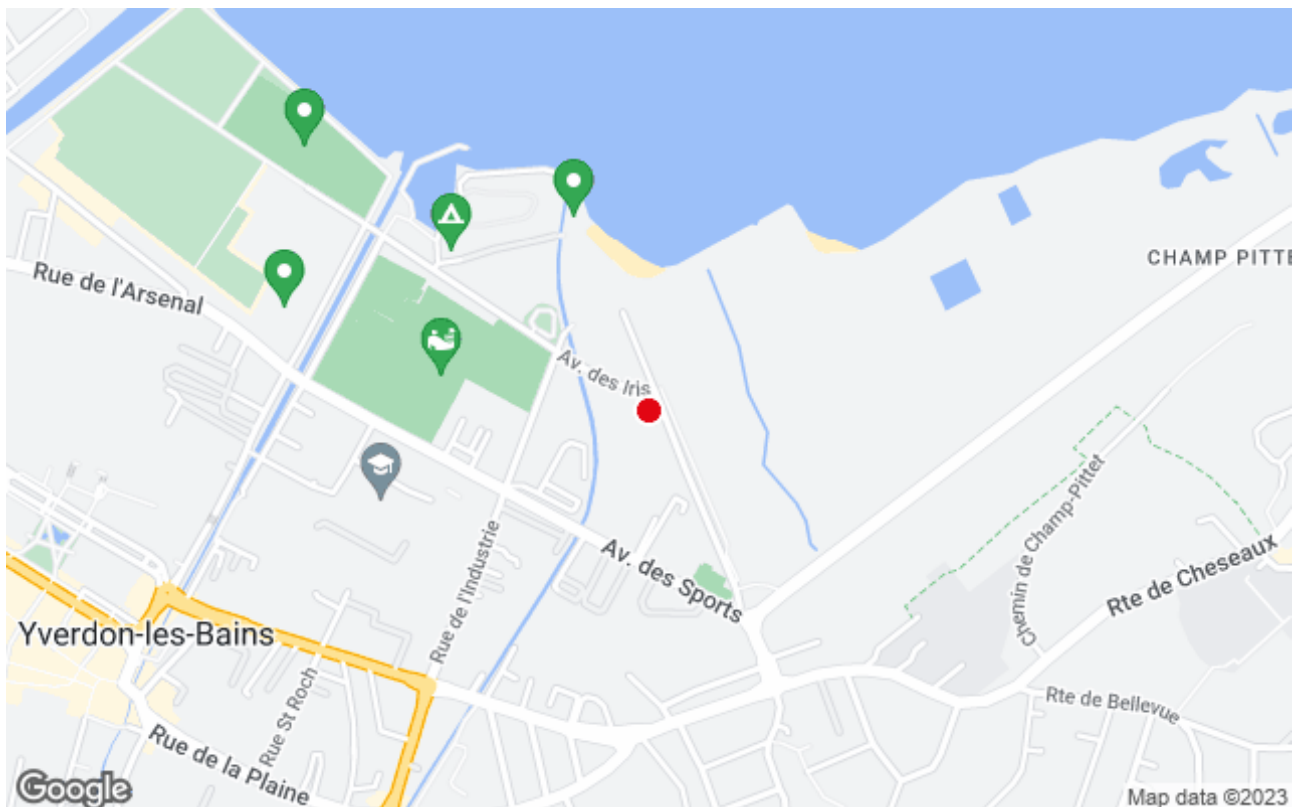 CHAMP PITTE
Rue de l'Arsenal
Av. des Iris
Chemin de Champ-Pittet
Rue de l'Industrie
Av. des Sports
Rte de Cheseaux
Yverdon-les-Bains
Rue St Roch
Rte de Bellevue
Rue de la Plaine
Google
Map data ©2023